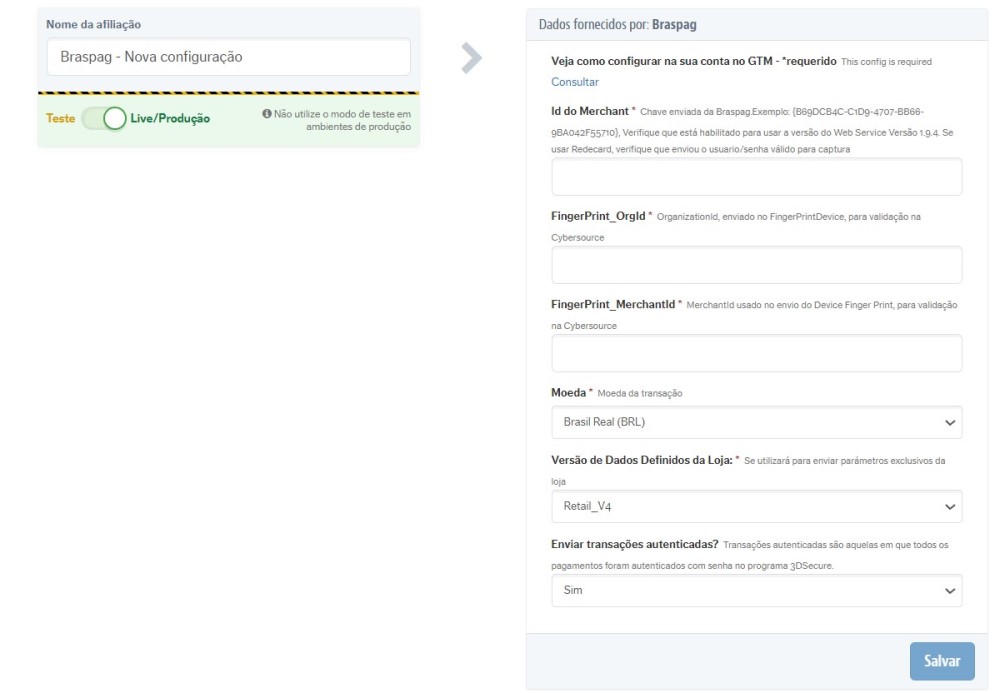 Nome da afiliação
Braspag - Nova configuração
Teste Live/Produção
Não utilize o modo de teste em
ambientes de produção
Dados fornecidos por: Braspag
Veja como configurar na sua conta no GTM - *requerido This config is required
Consultar
Id do Merchant * Chave enviada da Braspag.Exemplo: {B69DCB4C-C1D9-4707-BB66-
9BA042F55710}, Verifique que está habilitado para usar a versão do Web Service Versão 1.9.4. Se
usar Redecard, verifique que enviou o usuario/senha válido para captura
FingerPrint_OrgId * OrganizationId, enviado no FingerPrintDevice, para validação na
Cybersource
FingerPrint_MerchantId * MerchantId usado no envio do Device Finger Print, para validação
na Cybersource
Moeda * Moeda da transação
Brasil Real (BRL)
Versão de Dados Definidos da Loja: * Se utilizará para enviar parámetros exclusivos da
loja
Retail_V4
Enviar transações autenticadas? Transações autenticadas são aquelas em que todos os
pagamentos foram autenticados com senha no programa 3DSecure.
Sim
Salvar